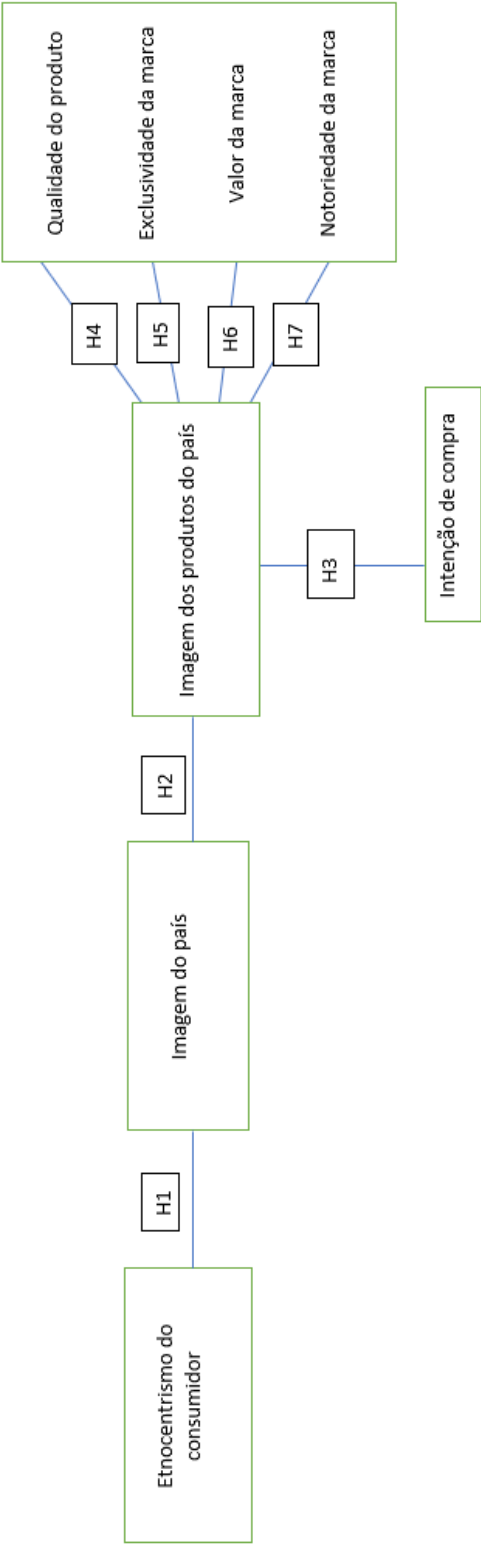 Etnocentrismo do
consumidor
H1
Imagem do país
H2
Imagem dos produtos do país
H3
Intenção de compra
H4
H5
H6
H7
Qualidade do produto
Exclusividade da marca
Valor da marca
Notoriedade da marca